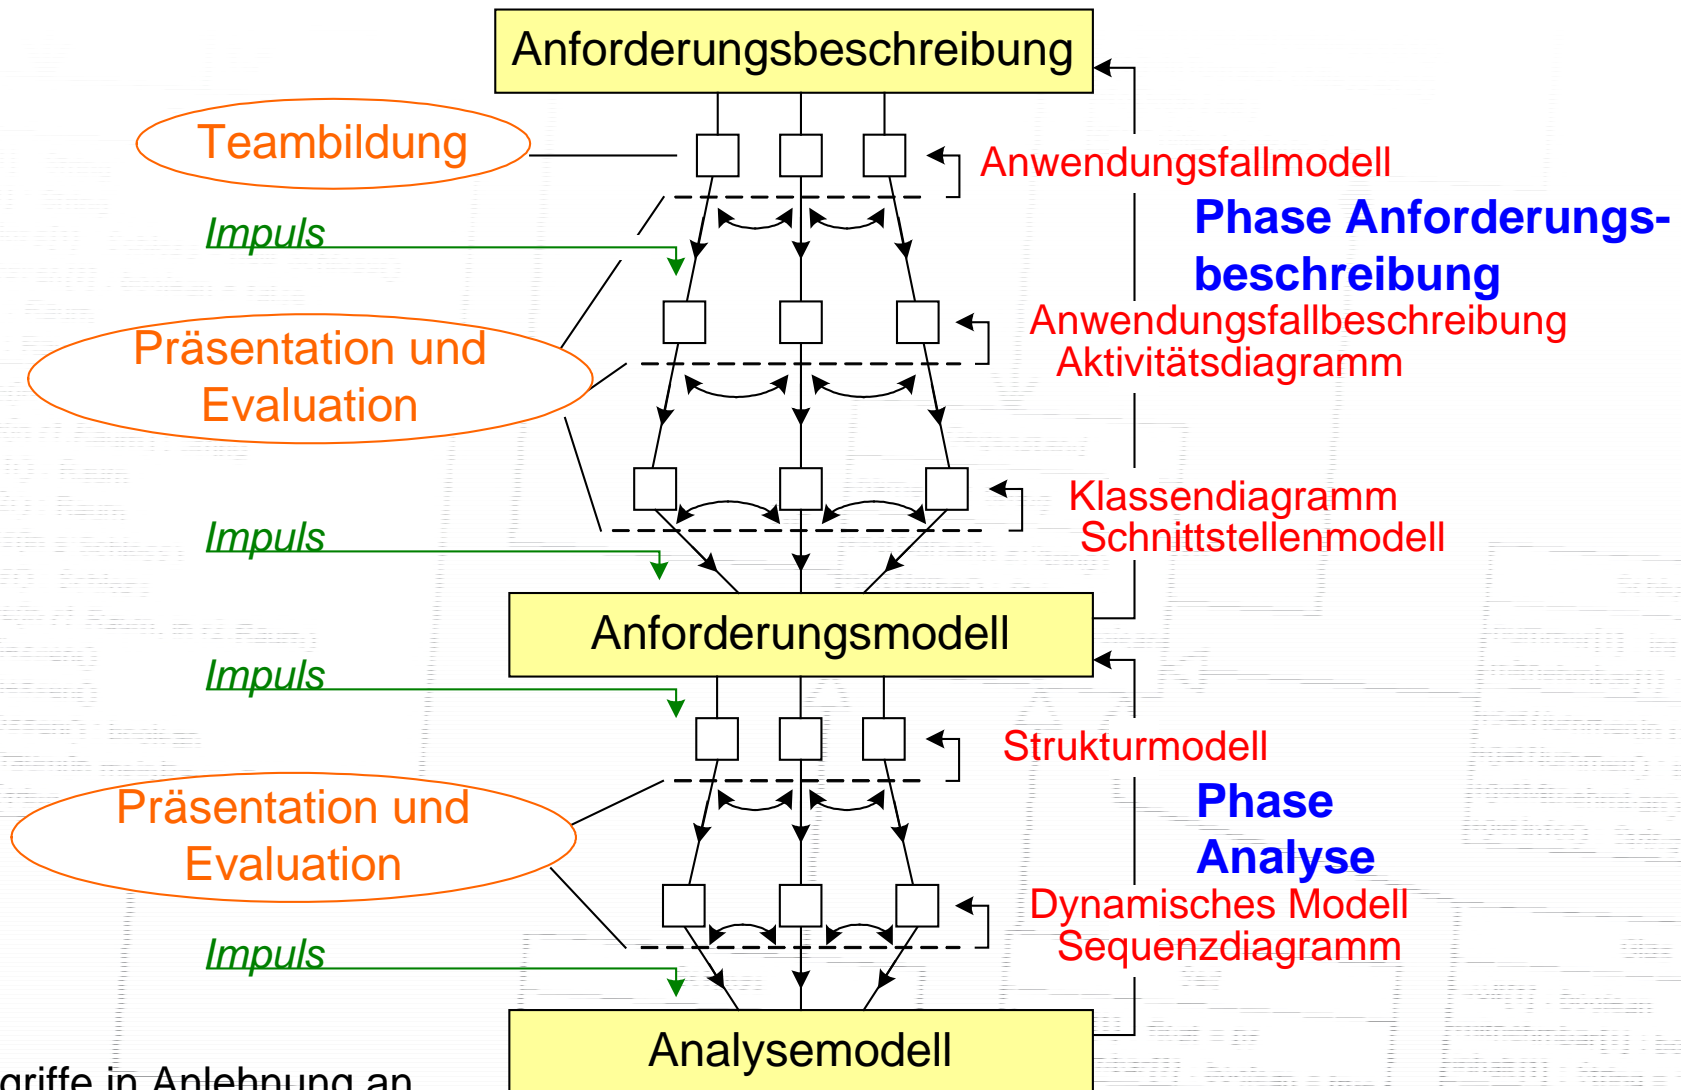 Anforderungsbeschreibung
Teambildung
Anwendungsfallmodell
Impuls
Phase Anforderungs-
beschreibung
Präsentation und
Evaluation
Anwendungsfallbeschreibung
Aktivitätsdiagramm
Klassendiagramm
Schnittstellenmodell
Impuls
Anforderungsmodell
Impuls
Strukturmodell
Präsentation und
Evaluation
Phase
Analyse
Dynamisches Modell
Sequenzdiagramm
Impuls
Analysemodell
griffe in Anlehnung an